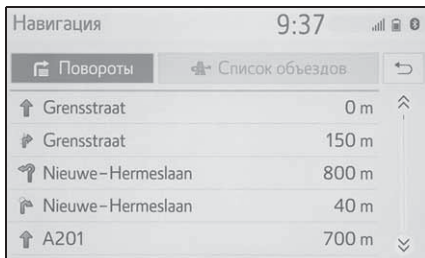 Навигация 9:37
Повороты Список объездов
Grensstraat 0 m
Grensstraat 150 m
Nieuwe-Hermeslaan 800 m
Nieuwe-Hermeslaan 40 m
A201 700 m